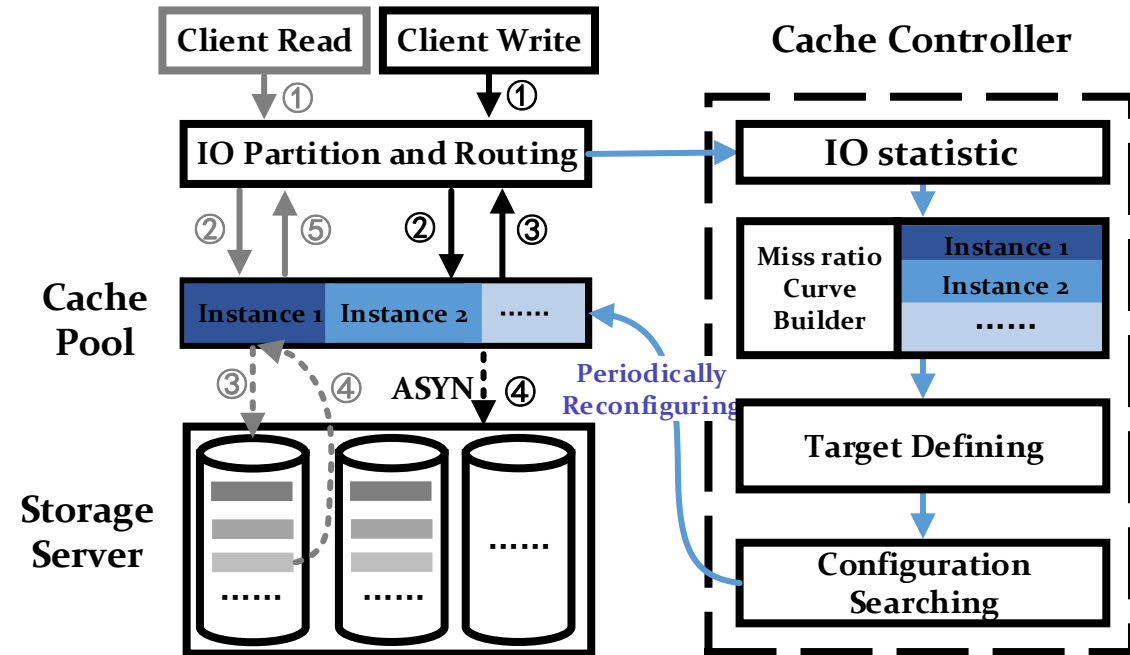 Client Read
Client Write
Cache Controller
①
①
IO Partition and Routing
IO statistic
②
⑤
②
③
Miss ratio
Curve
Builder
Instance 1
Instance 2
......
Cache
Pool
Instance 1
Instance 2
......
③
④
ASYN
④
Periodically
Reconfiguring
Target Defining
Storage
Server
......
......
......
Configuration
Searching